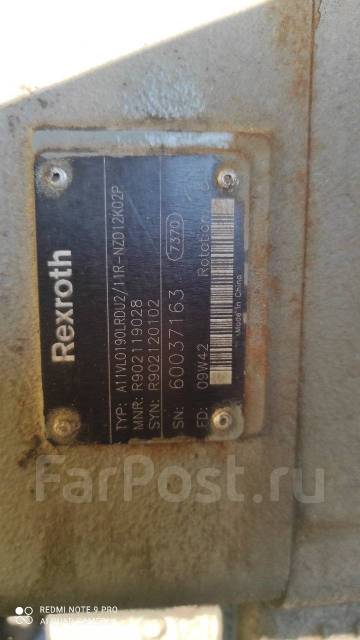 Rexroth
TYP: A11VLO190LRDU2/11R-NZD12K02P
MNR: R902119028
SYN: R902120102
SN: 60037163
7370
FD: 09W42 Rotation
Made in China
FarPost.ru
REDMI NOTE 9 PRO
AI QUAD CAMERA